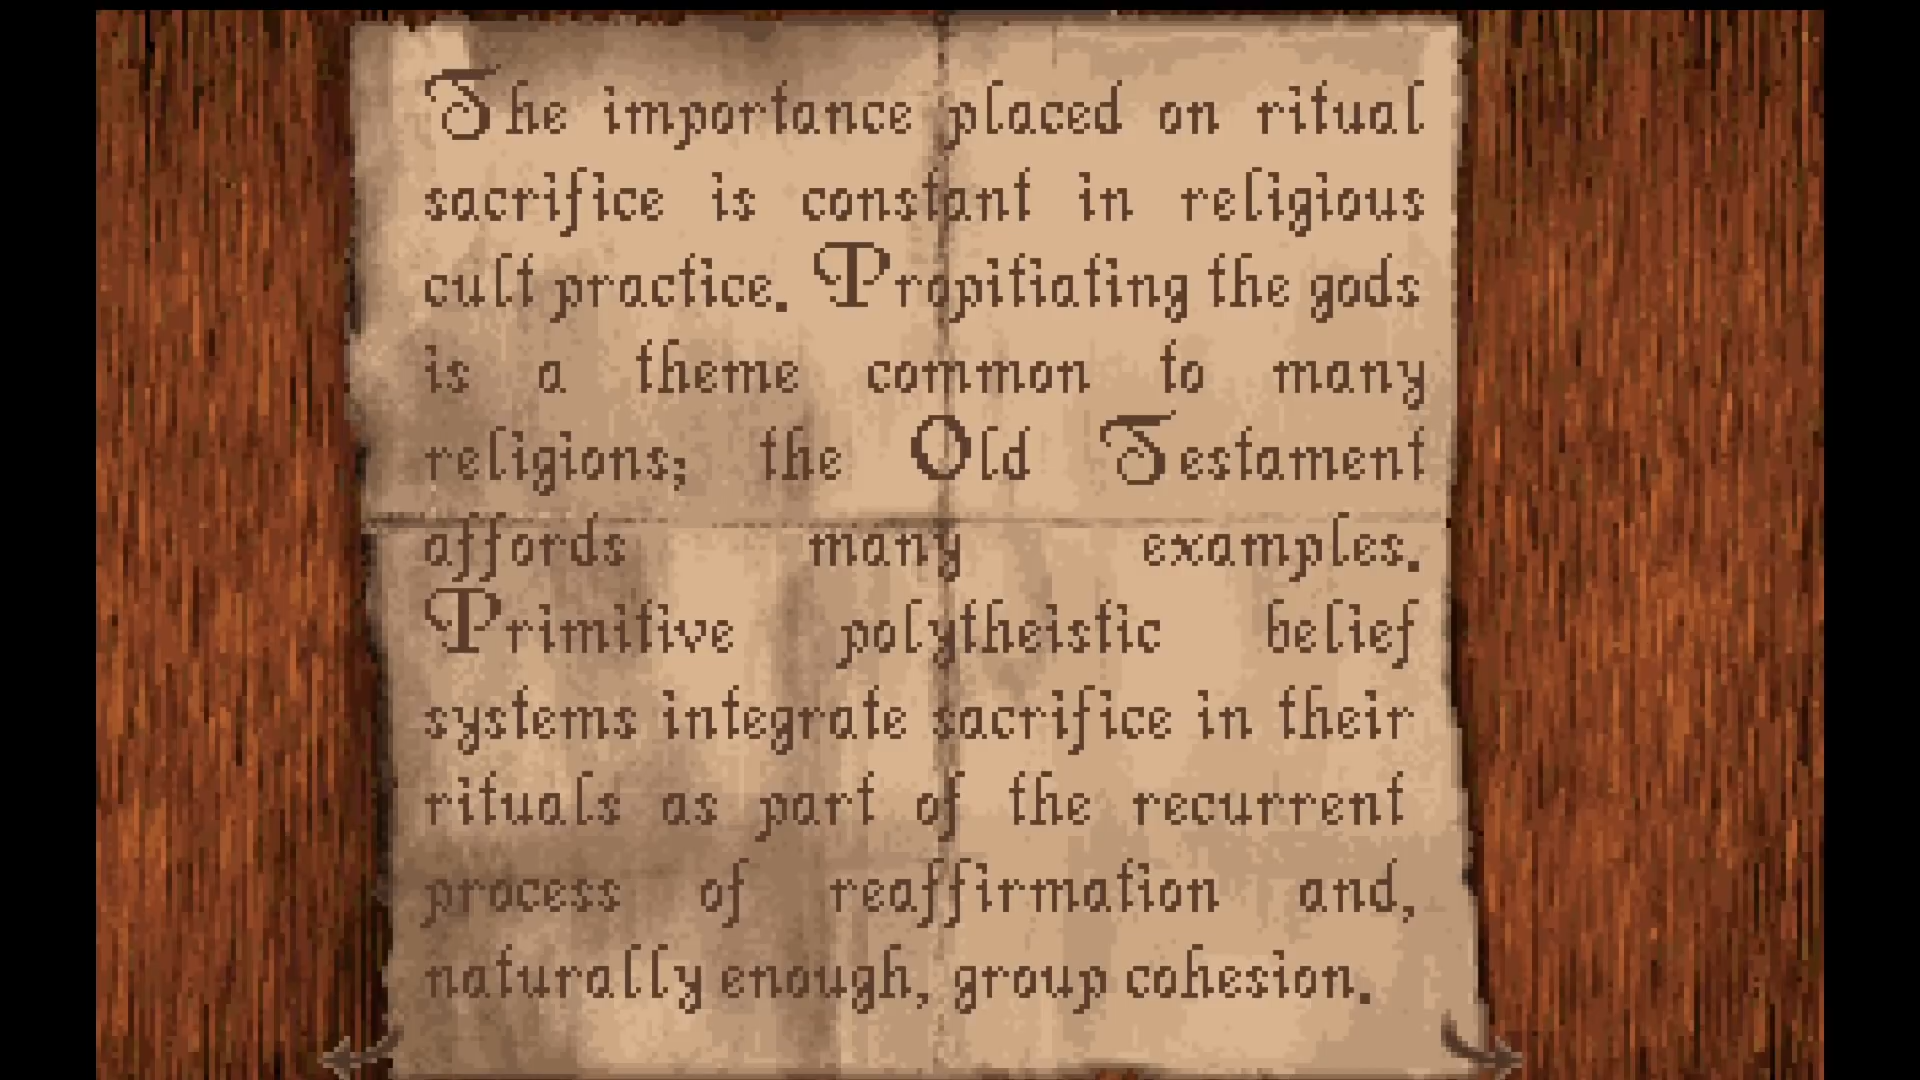 The importance placed on ritual
sacrifice is constant in religious
cult practice. Propitiating the gods
is a theme common to many
religions; the Old Testament
affords many examples.
Primitive polytheistic belief
systems integrate sacrifice in their
rituals as part of the recurrent
process of reaffirmation and,
naturally enough, group cohesion.